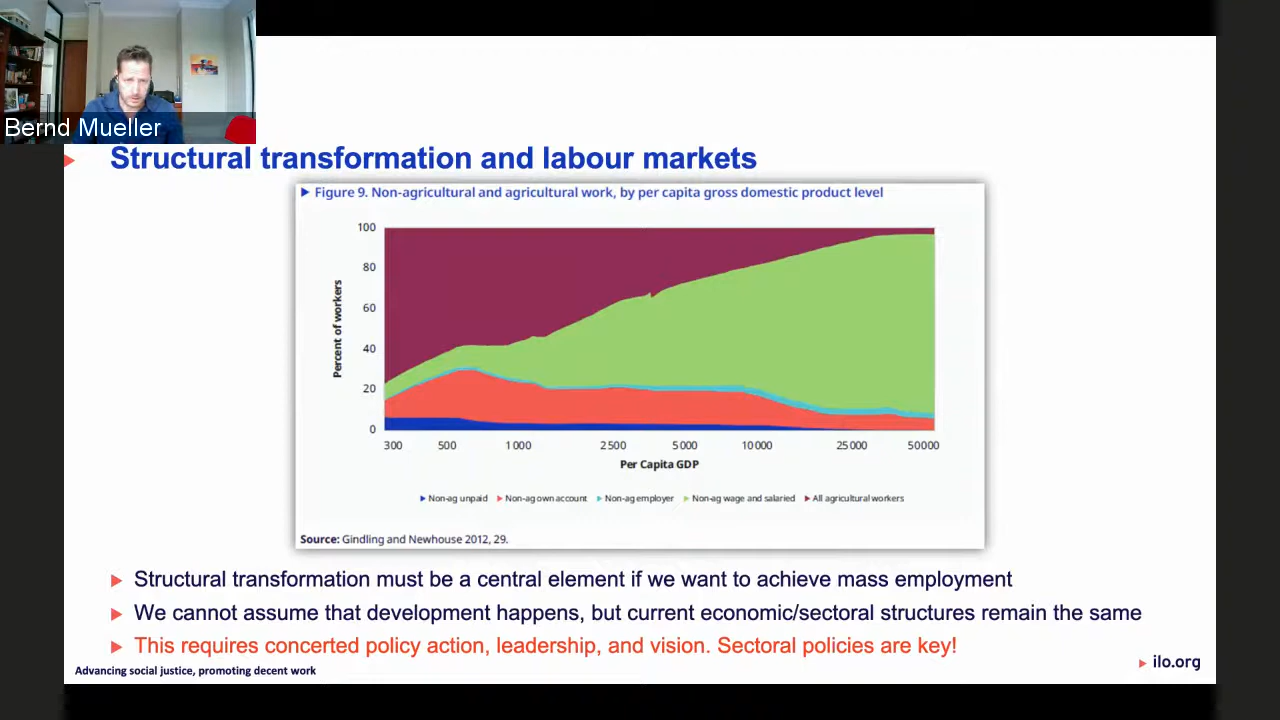 Bernd Mueller
Structural transformation and labour markets
Figure 9. Non-agricultural and agricultural work, by per capita gross domestic product level
100
80
60
40
20
0
Percent of workers
300 500 1 000 2 500 5 000 10 000 25 000 50 000
Per Capita GDP
Non-ag unpaid Non-ag own account Non-ag employer Non-ag wage and salaried All agricultural workers
Source: Gindling and Newhouse 2012, 29.
Structural transformation must be a central element if we want to achieve mass employment
We cannot assume that development happens, but current economic/sectoral structures remain the same
This requires concerted policy action, leadership, and vision. Sectoral policies are key!
Advancing social justice, promoting decent work
ilo.org